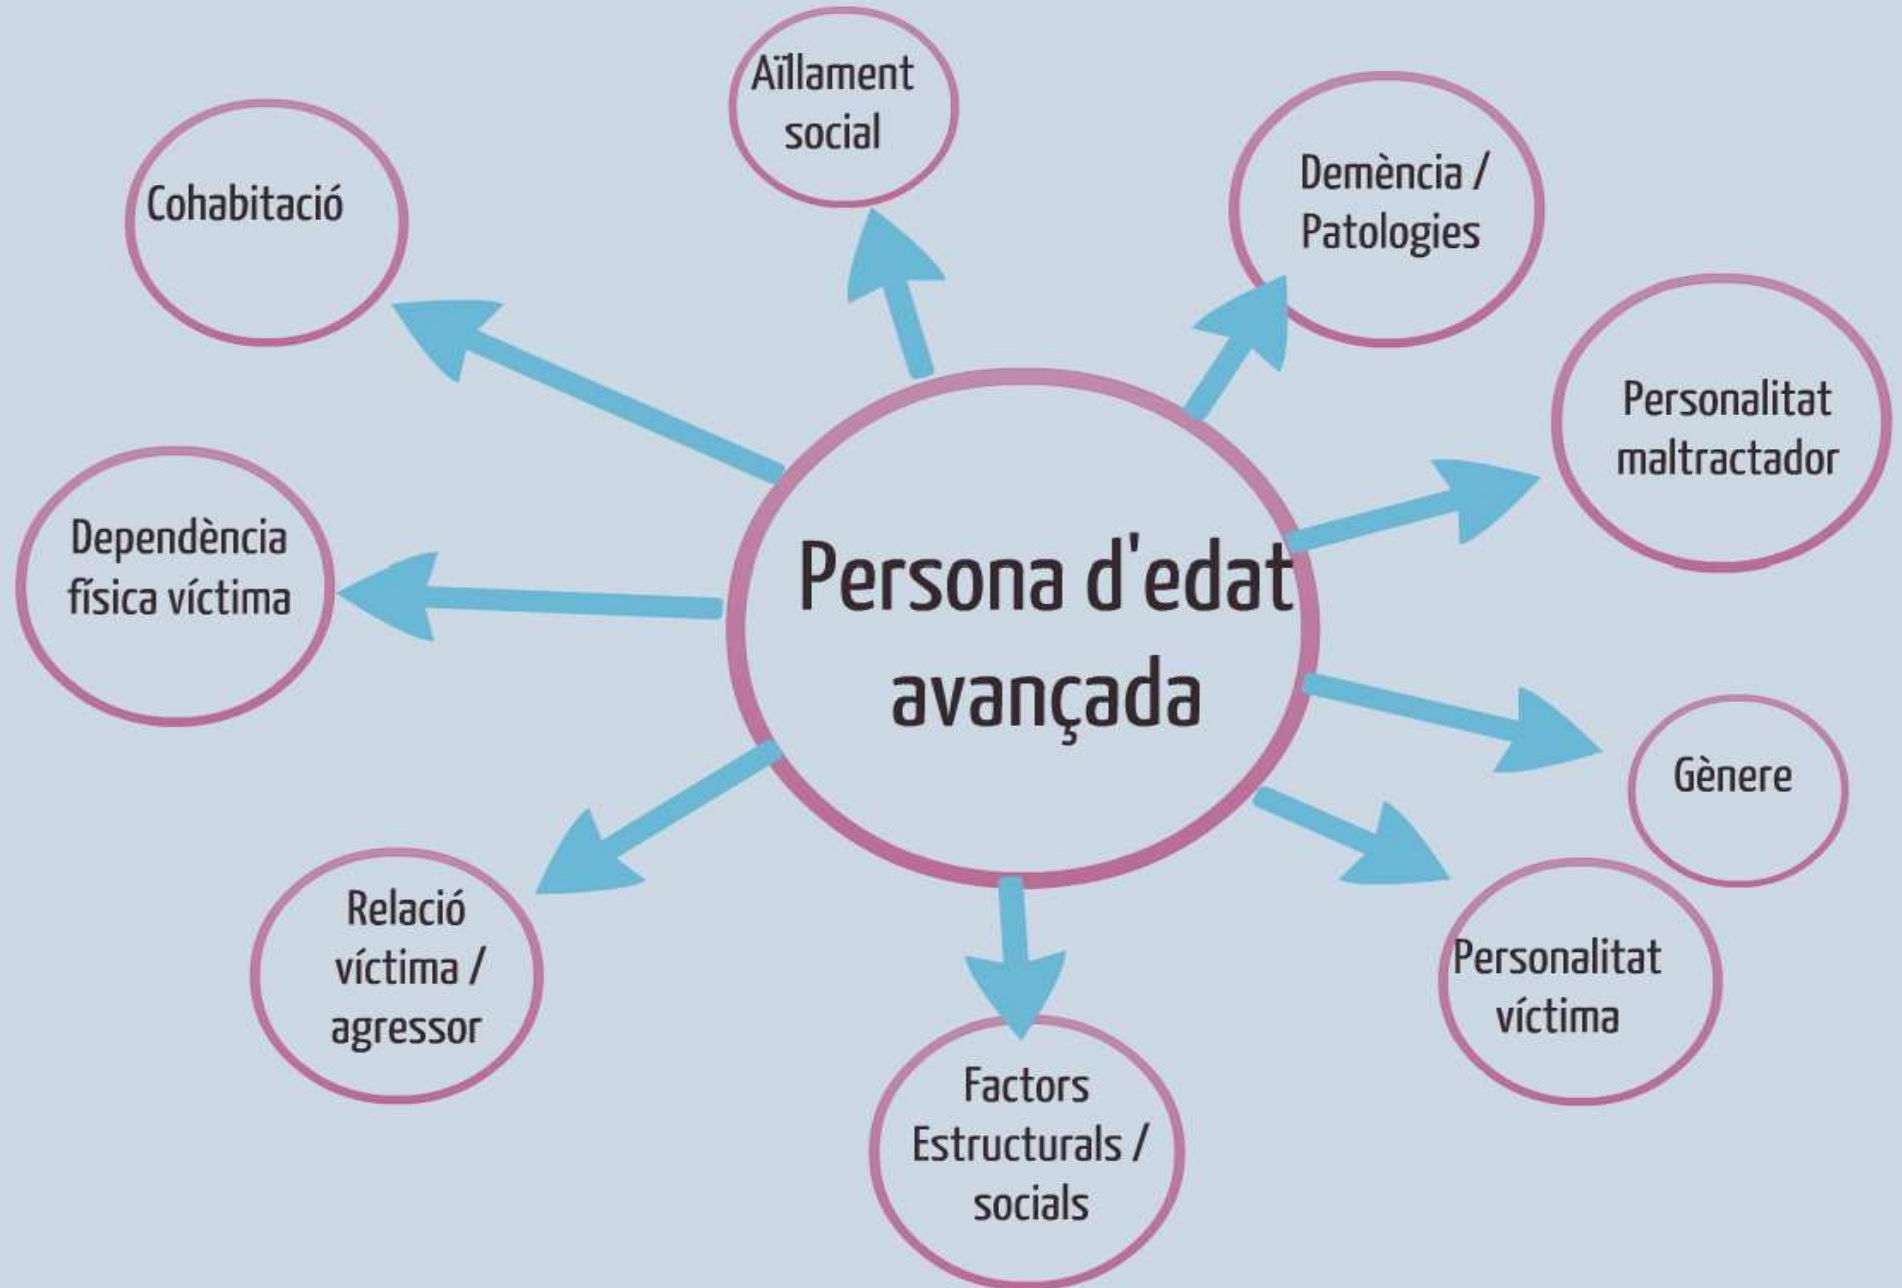 Aïllament
social
Demència /
Patologies
Cohabitació
Personalitat
maltractador
Dependència
física víctima
Persona d'edat
avançada
Gènere
Relació
víctima /
agressor
Personalitat
víctima
Factors
Estructurals /
socials